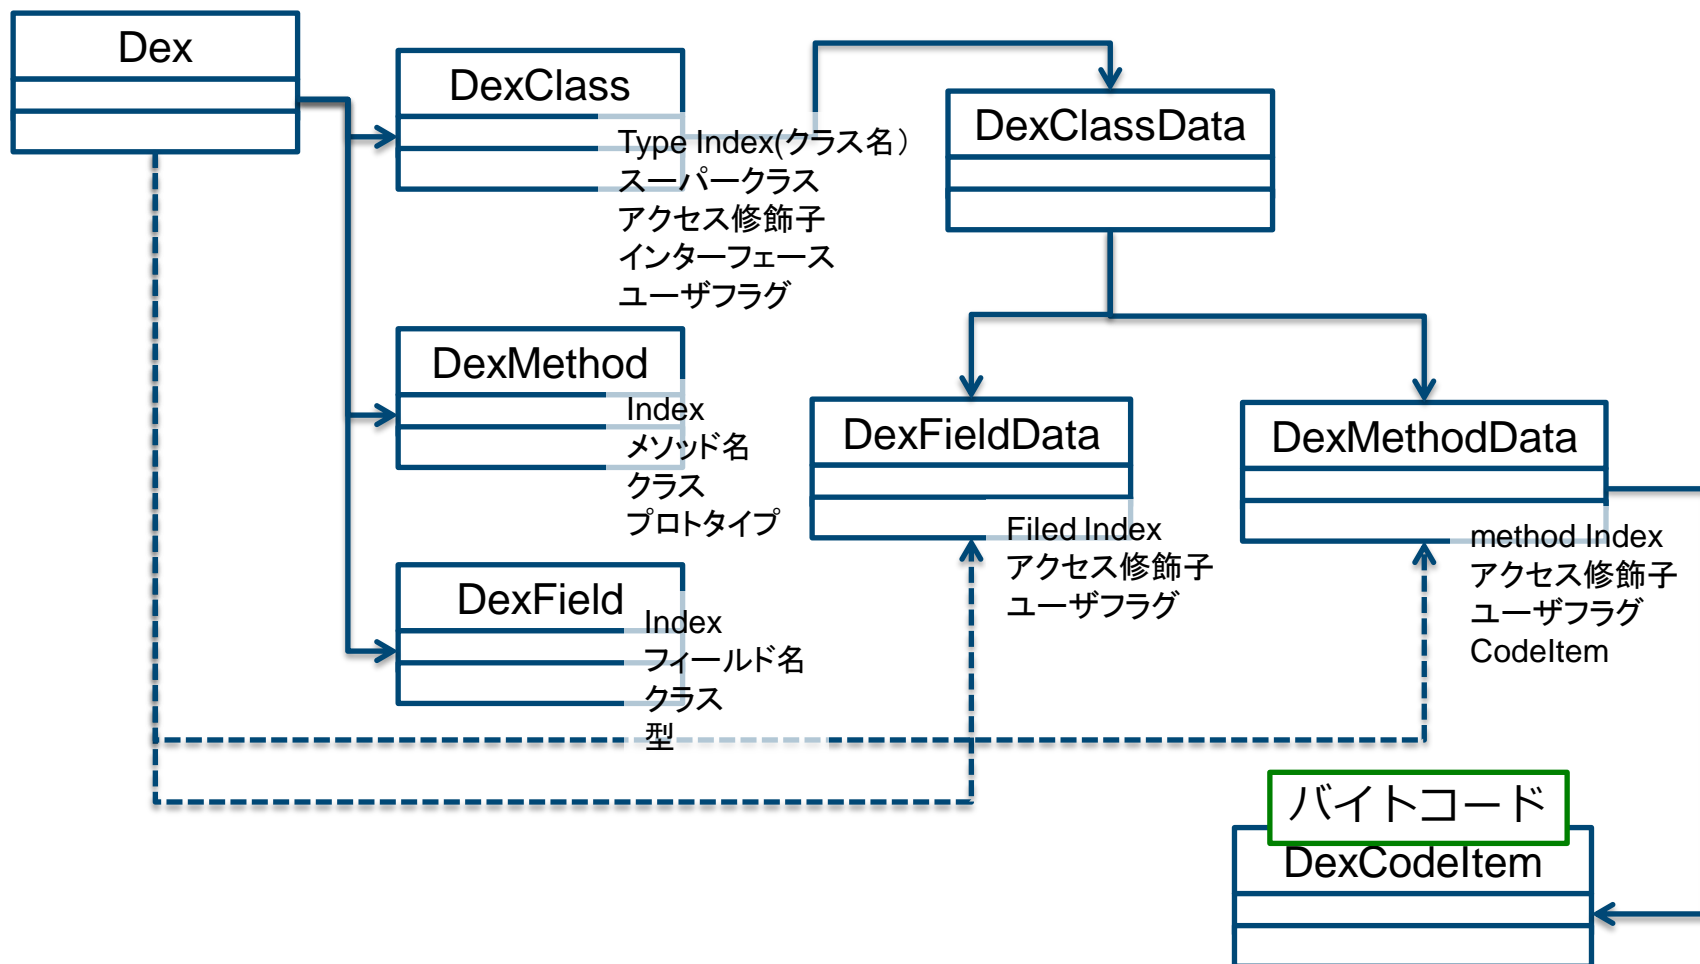 Dex
DexClass
Type Index(クラス名）
スーパークラス
アクセス修飾子
インターフェース
ユーザフラグ
DexClassData
DexMethod
Index
メソッド名
クラス
プロトタイプ
DexFieldData
Filed Index
アクセス修飾子
ユーザフラグ
DexMethodData
method Index
アクセス修飾子
ユーザフラグ
CodeItem
DexField
Index
フィールド名
クラス
型
バイトコード
DexCodeItem